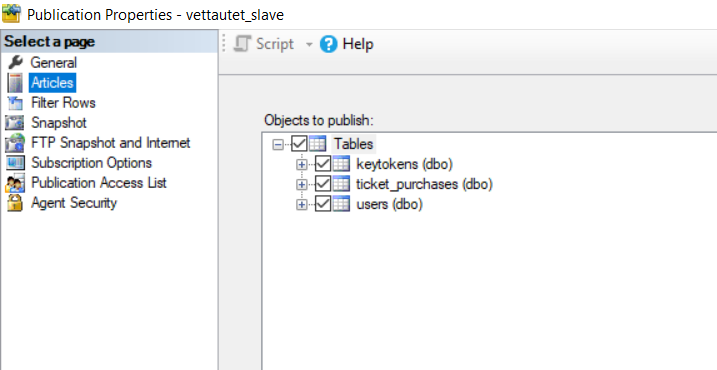 Publication Properties - vettautet_slave
Select a page
General
Articles
Filter Rows
Snapshot
FTP Snapshot and Internet
Subscription Options
Publication Access List
Agent Security
Script
Help
Objects to publish:
Tables
keytokens (dbo)
ticket_purchases (dbo)
users (dbo)